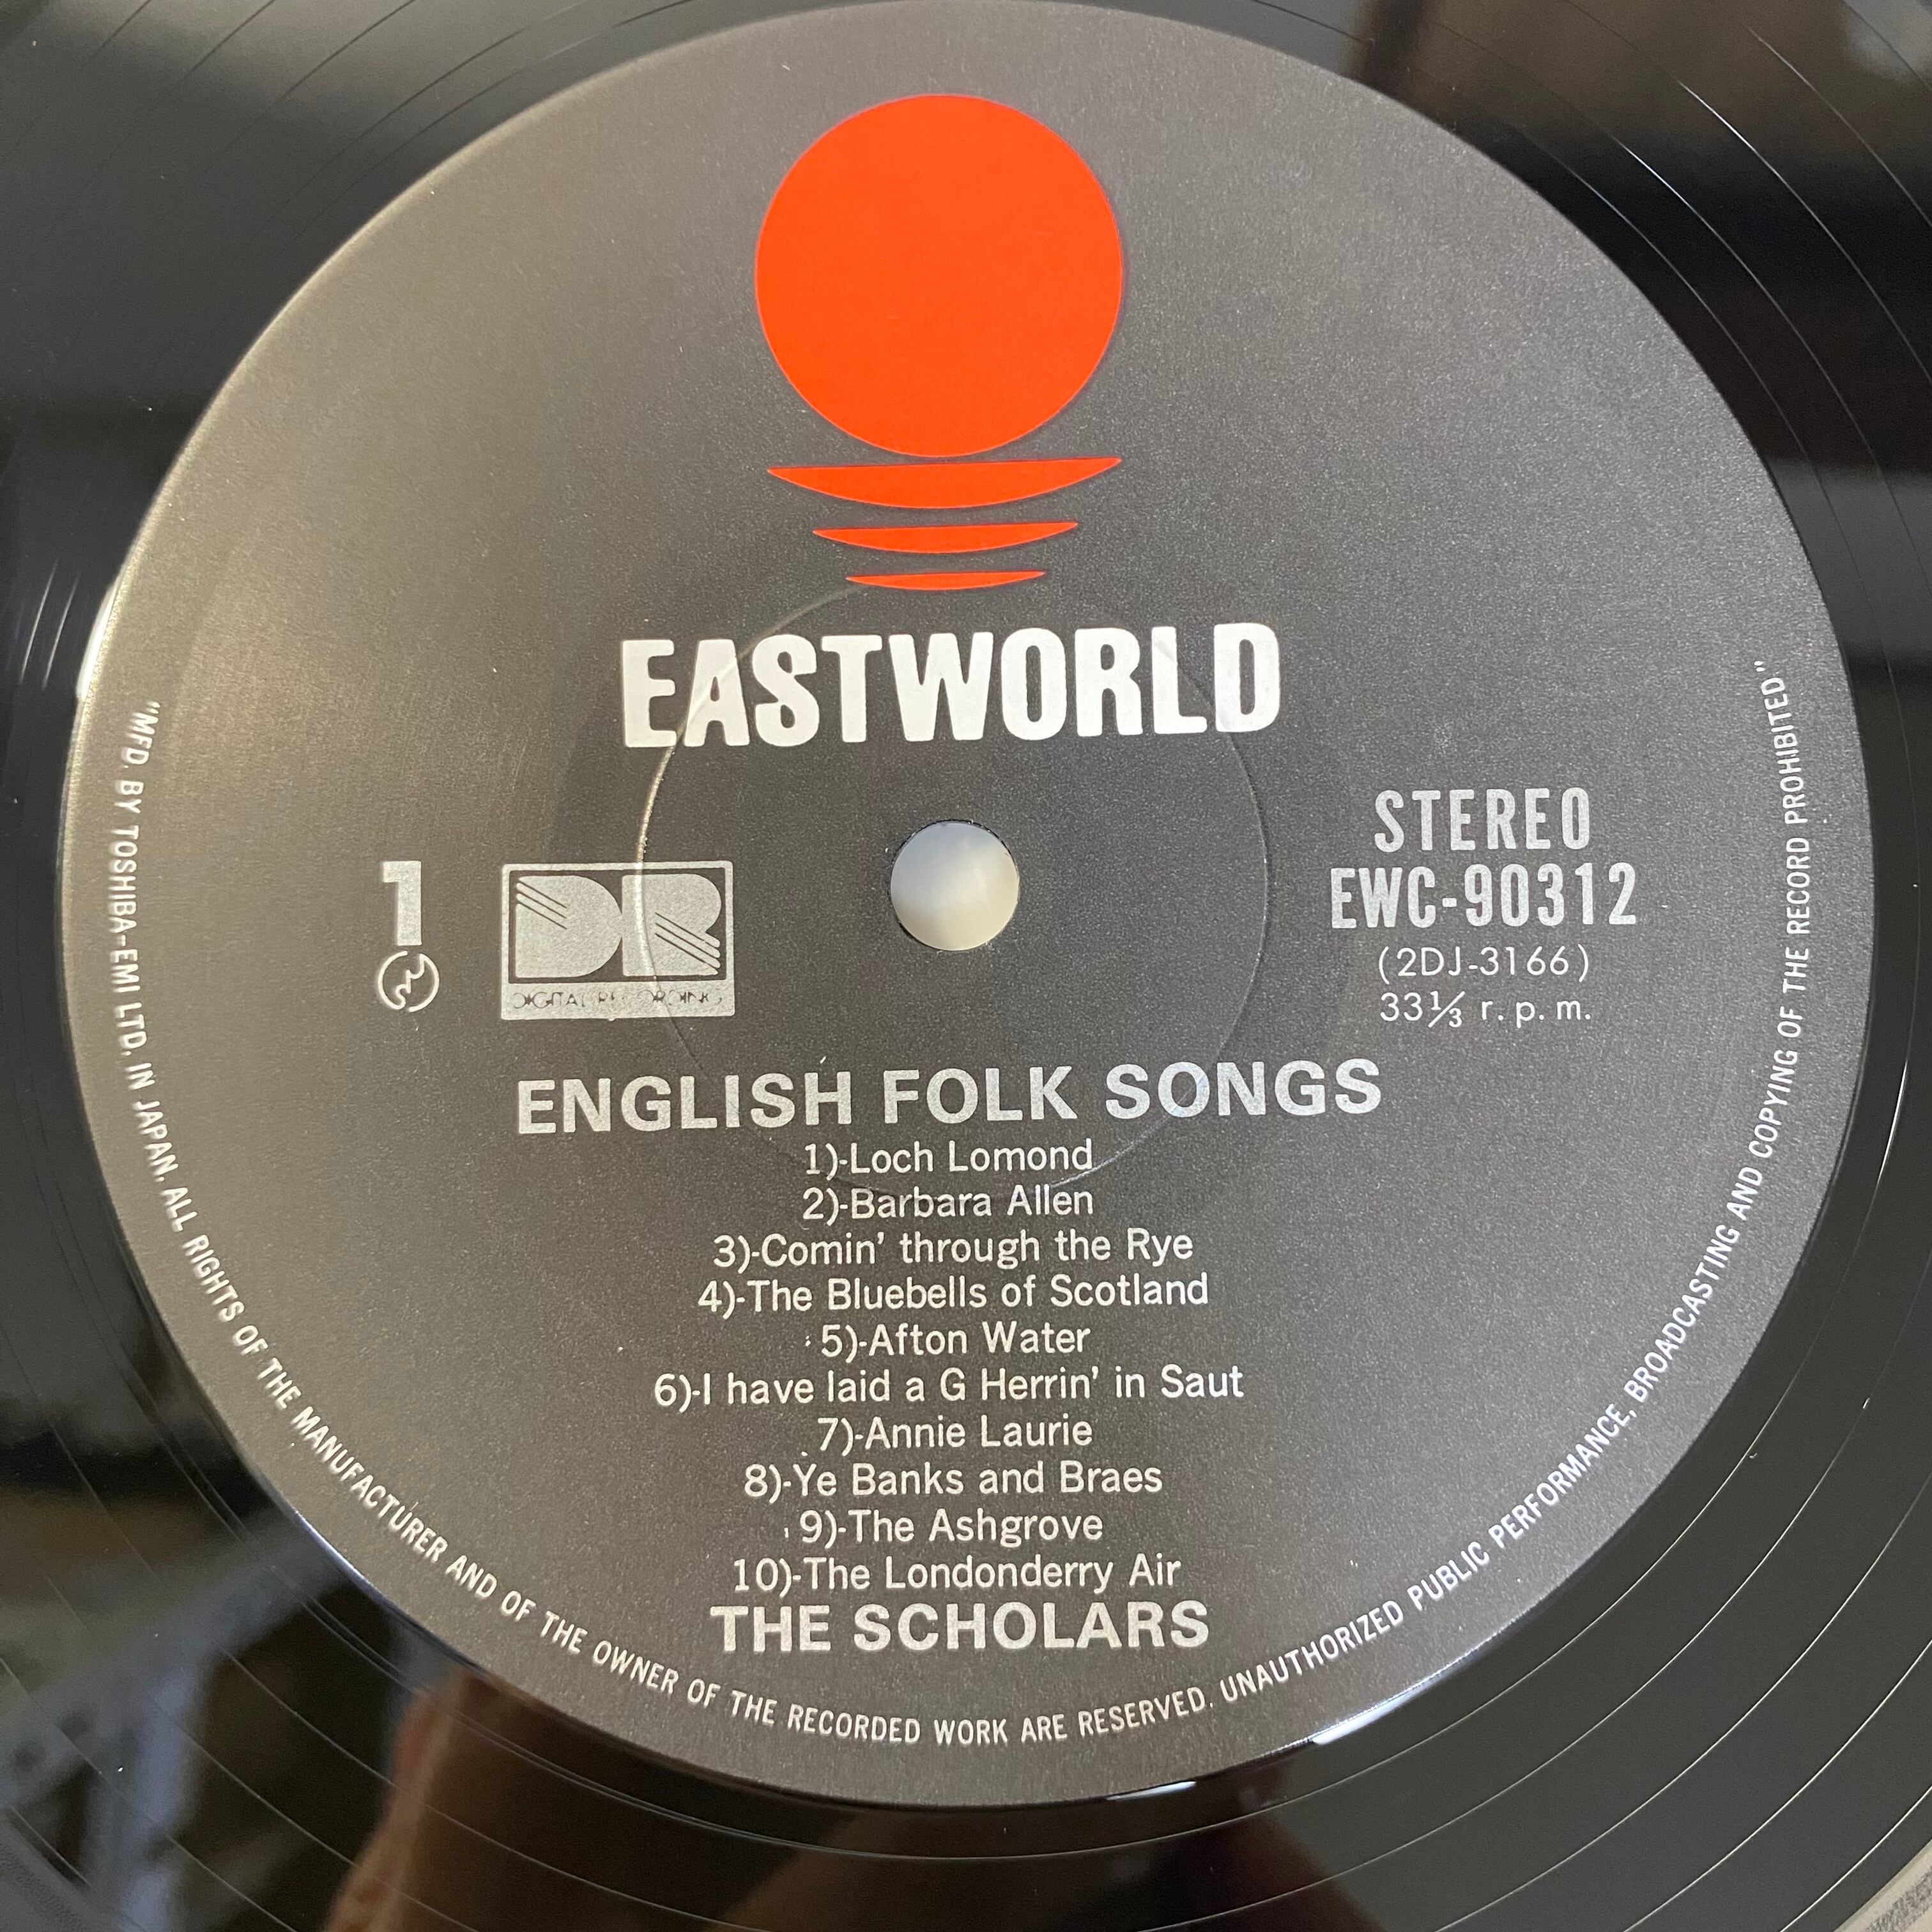 EASTWORLD
STEREO
EWC-90312
(2DJ-3166)
33⅓ r.p.m.
1
DR
DIGITAL RECORDING
ENGLISH FOLK SONGS
1)-Loch Lomond
2)-Barbara Allen
3)-Comin' through the Rye
4)-The Bluebells of Scotland
5)-Afton Water
6)-I have laid a G Herrin' in Saut
7)-Annie Laurie
8)-Ye Banks and Braes
9)-The Ashgrove
10)-The Londonderry Air
THE SCHOLARS
"MFD. BY TOSHIBA-EMI LTD. IN JAPAN. ALL RIGHTS OF THE MANUFACTURER AND OF THE OWNER OF THE RECORDED WORK ARE RESERVED. UNAUTHORIZED PUBLIC PERFORMANCE, BROADCASTING AND COPYING OF THE RECORD PROHIBITED"